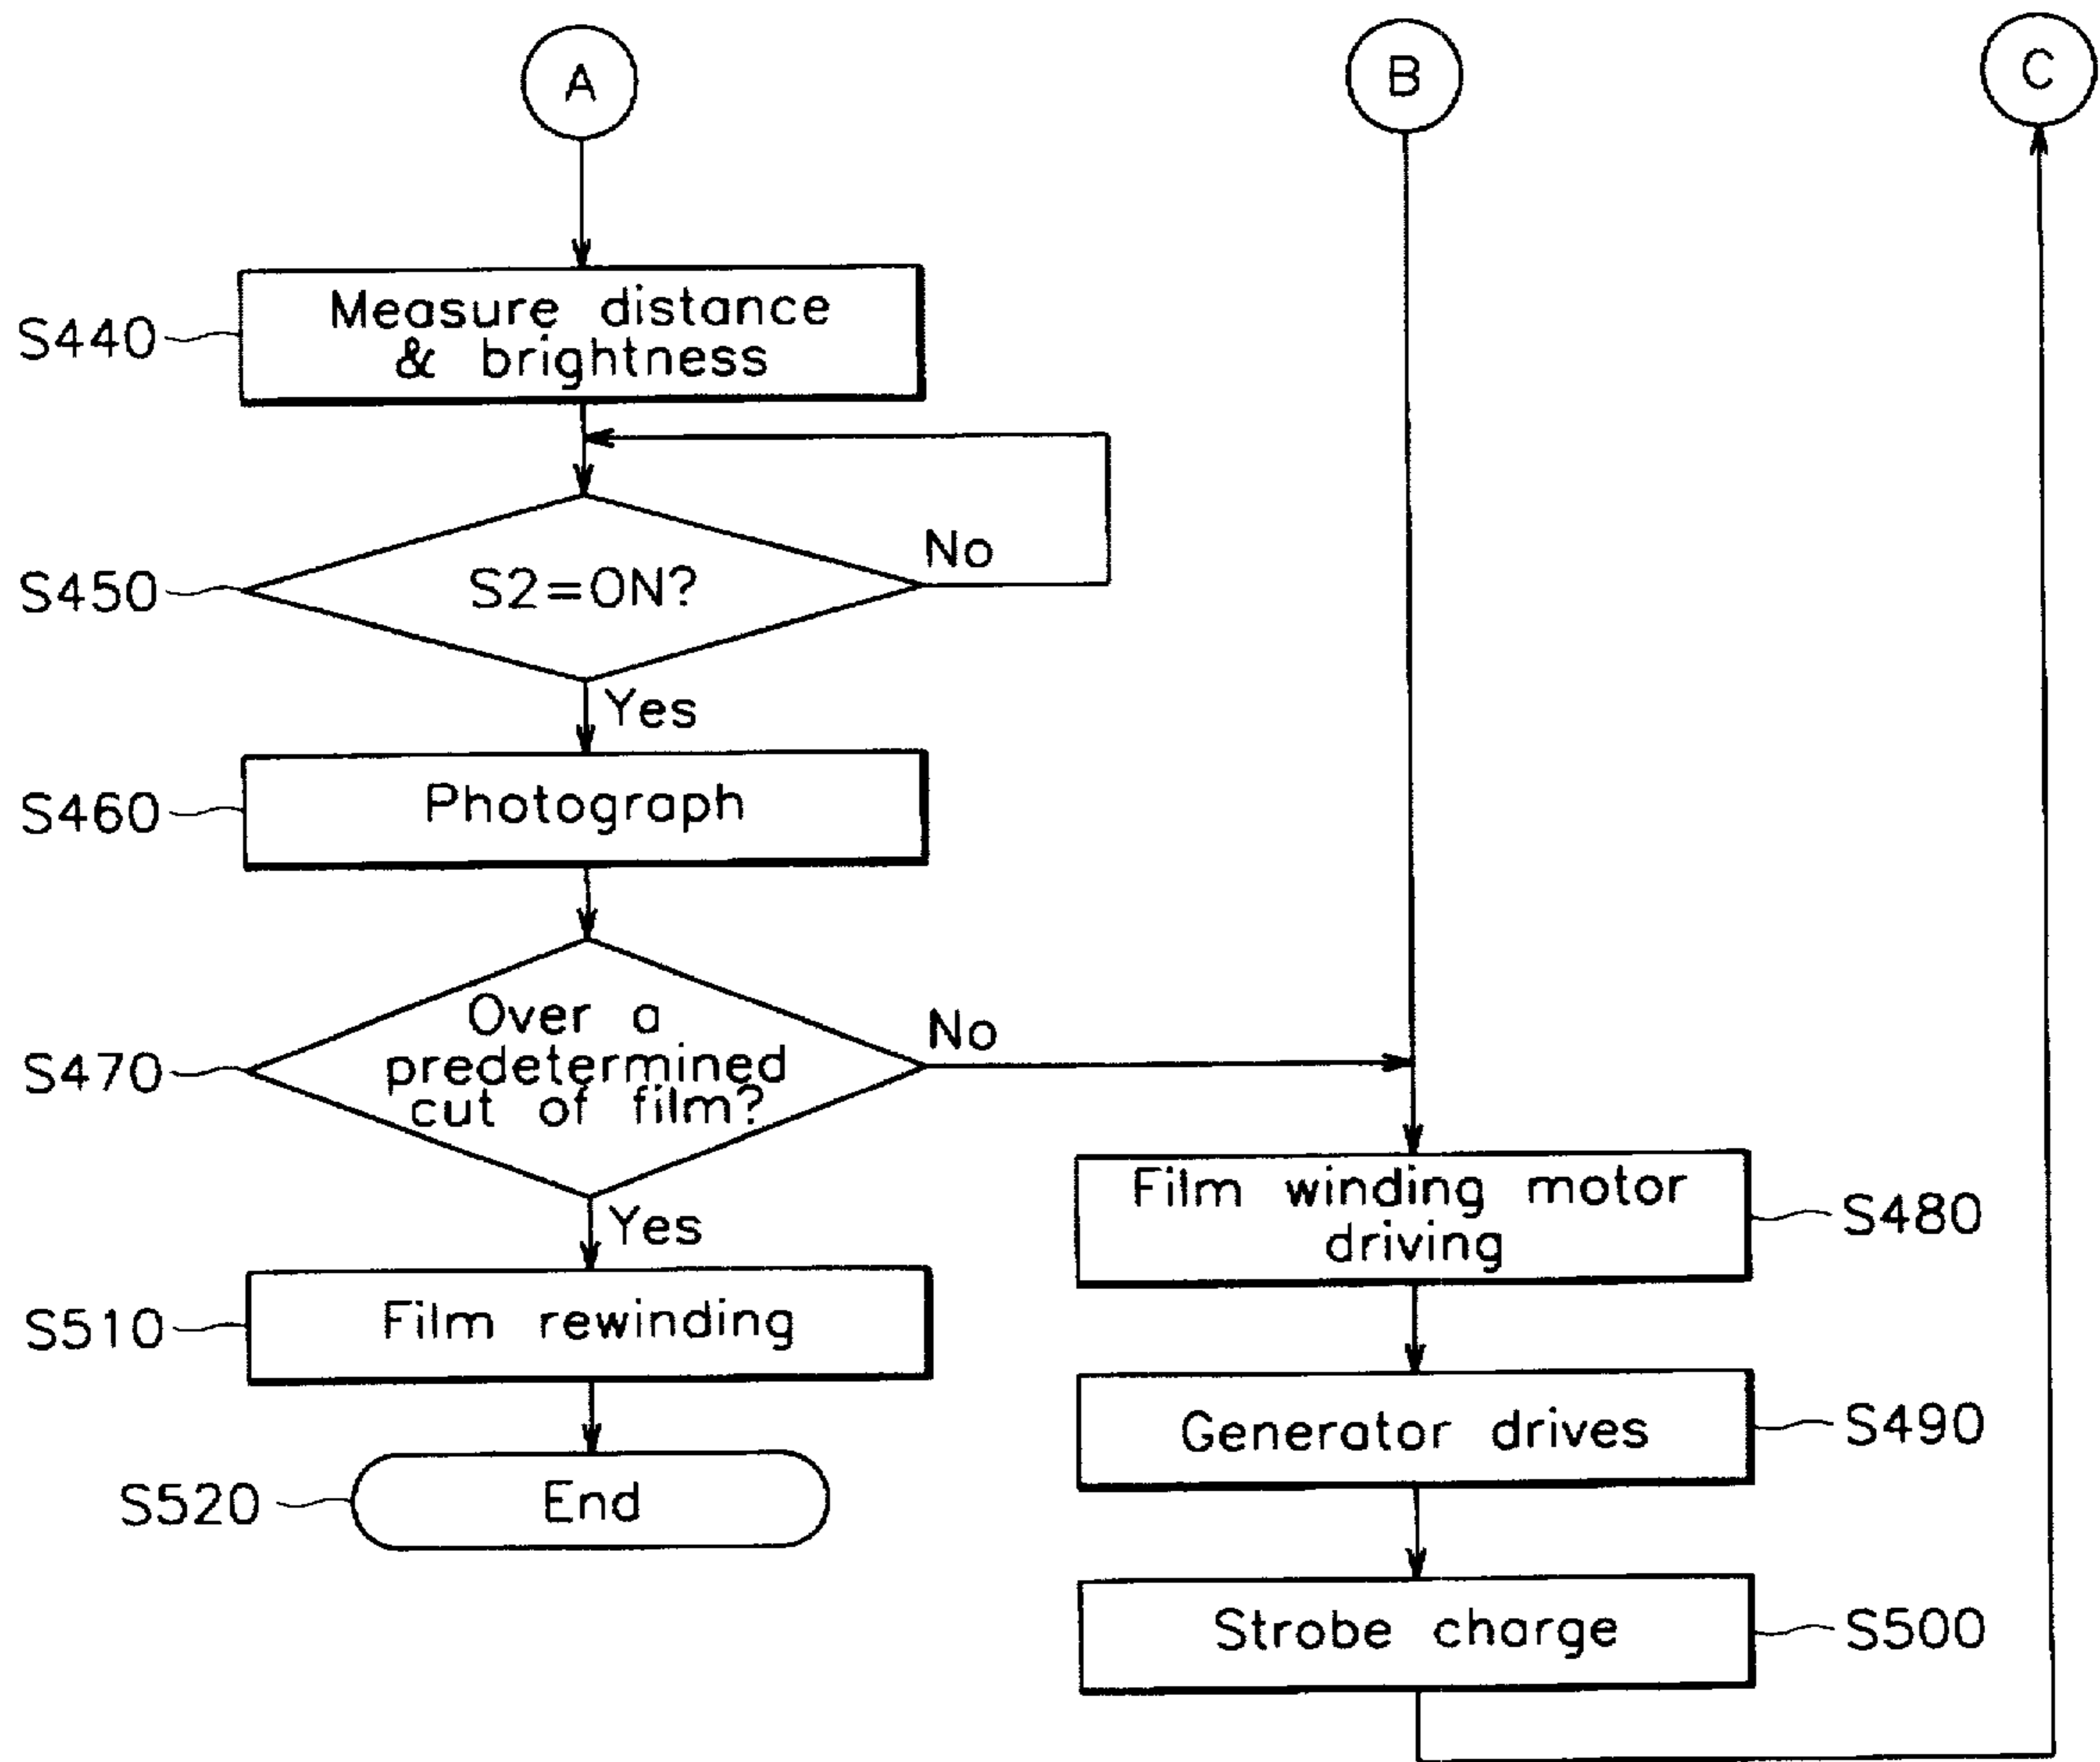 A
B
C
S440
Measure distance
& brightness
S450
S2=ON?
No
Yes
S460
Photograph
S470
Over a
predetermined
cut of film?
No
Yes
S510
Film rewinding
S520
End
Film winding motor
driving
S480
Generator drives
S490
Strobe charge
S500